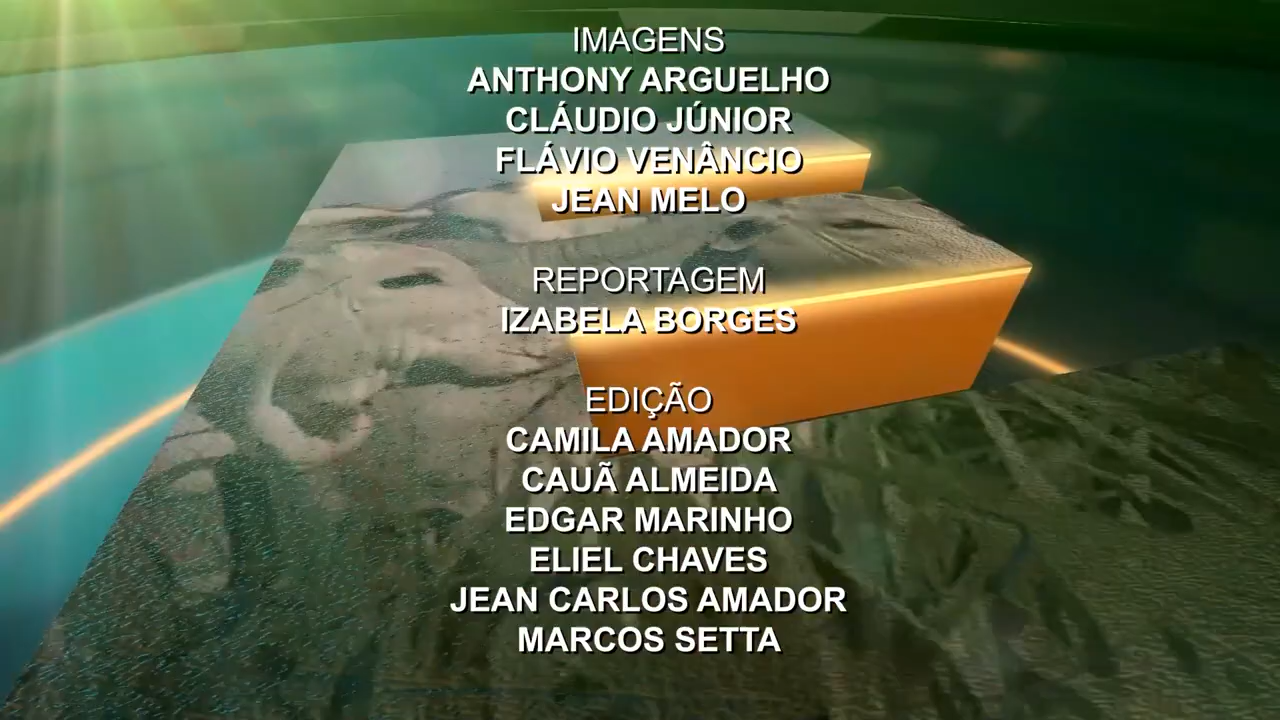 IMAGENS
ANTHONY ARGUELHO
CLÁUDIO JÚNIOR
FLÁVIO VENÂNCIO
JEAN MELO
REPORTAGEM
IZABELA BORGES
EDIÇÃO
CAMILA AMADOR
CAUÃ ALMEIDA
EDGAR MARINHO
ELIEL CHAVES
JEAN CARLOS AMADOR
MARCOS SETTA